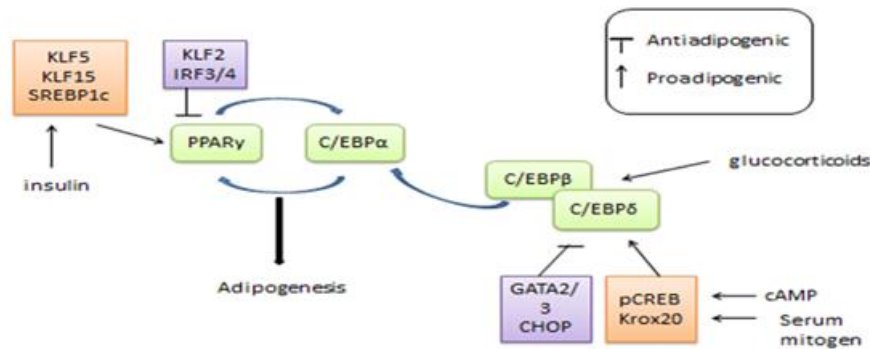 KLF5
KLF15
SREBP1c
KLF2
IRF3/4
Antiadipogenic
Proadipogenic
PPARγ
C/EBPα
insulin
glucocorticoids
C/EBPβ
C/EBPδ
Adipogenesis
GATA2/
3
CHOP
pCREB
Krox20
cAMP
Serum
mitogen